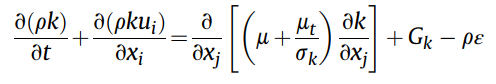 ∂(ρk)/∂t + ∂(ρku_i)/∂x_i = ∂/∂x_j [(μ + μ_t/σ_k) ∂k/∂x_j] + G_k − ρε